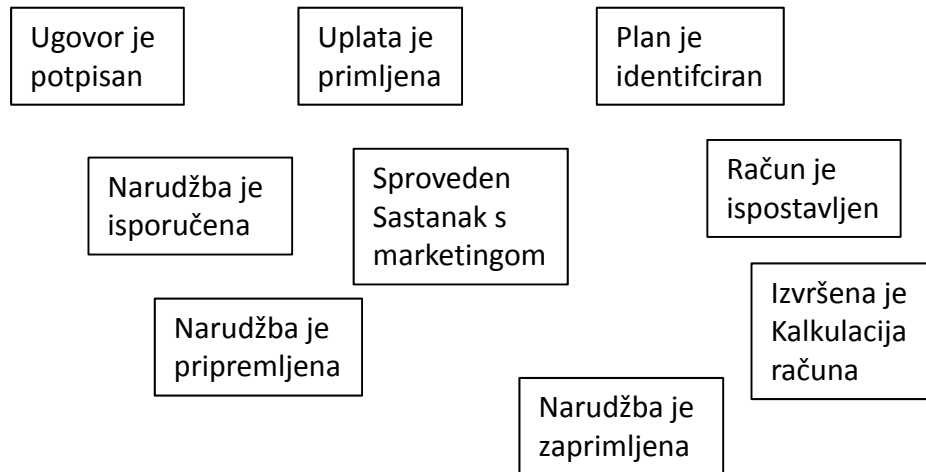 Ugovor je
potpisan
Uplata je
primljena
Plan je
identifciran
Narudžba je
isporučena
Sproveden
Sastanak s
marketingom
Račun je
ispostavljen
Narudžba je
pripremljena
Izvršena je
Kalkulacija
računa
Narudžba je
zaprimljena